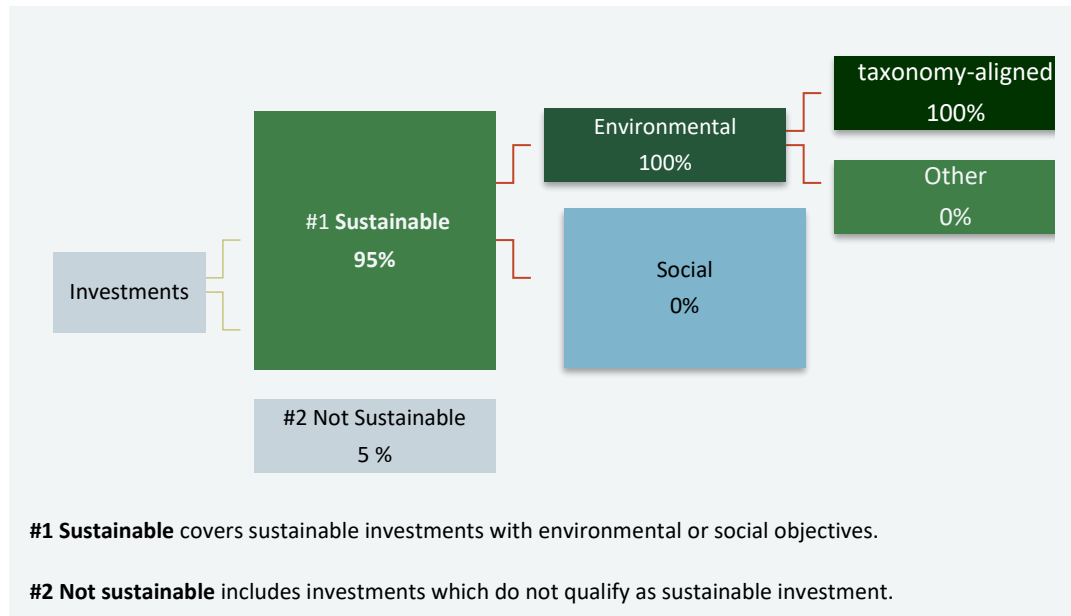 taxonomy-aligned
100%
Environmental
100%
Other
0%
#1 Sustainable
95%
Social
0%
Investments
#2 Not Sustainable
5 %
#1 Sustainable covers sustainable investments with environmental or social objectives.
#2 Not sustainable includes investments which do not qualify as sustainable investment.